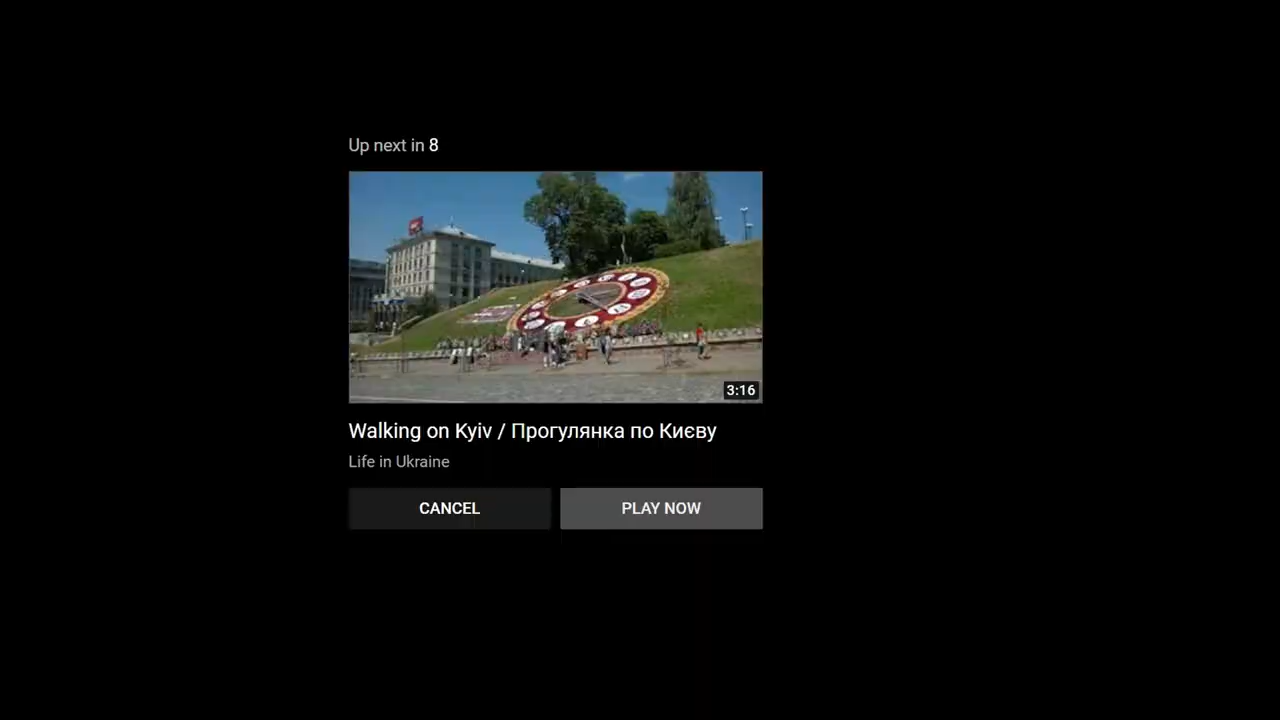 Up next in 8
3:16
Walking on Kyiv / Прогулянка по Києву
Life in Ukraine
CANCEL
PLAY NOW